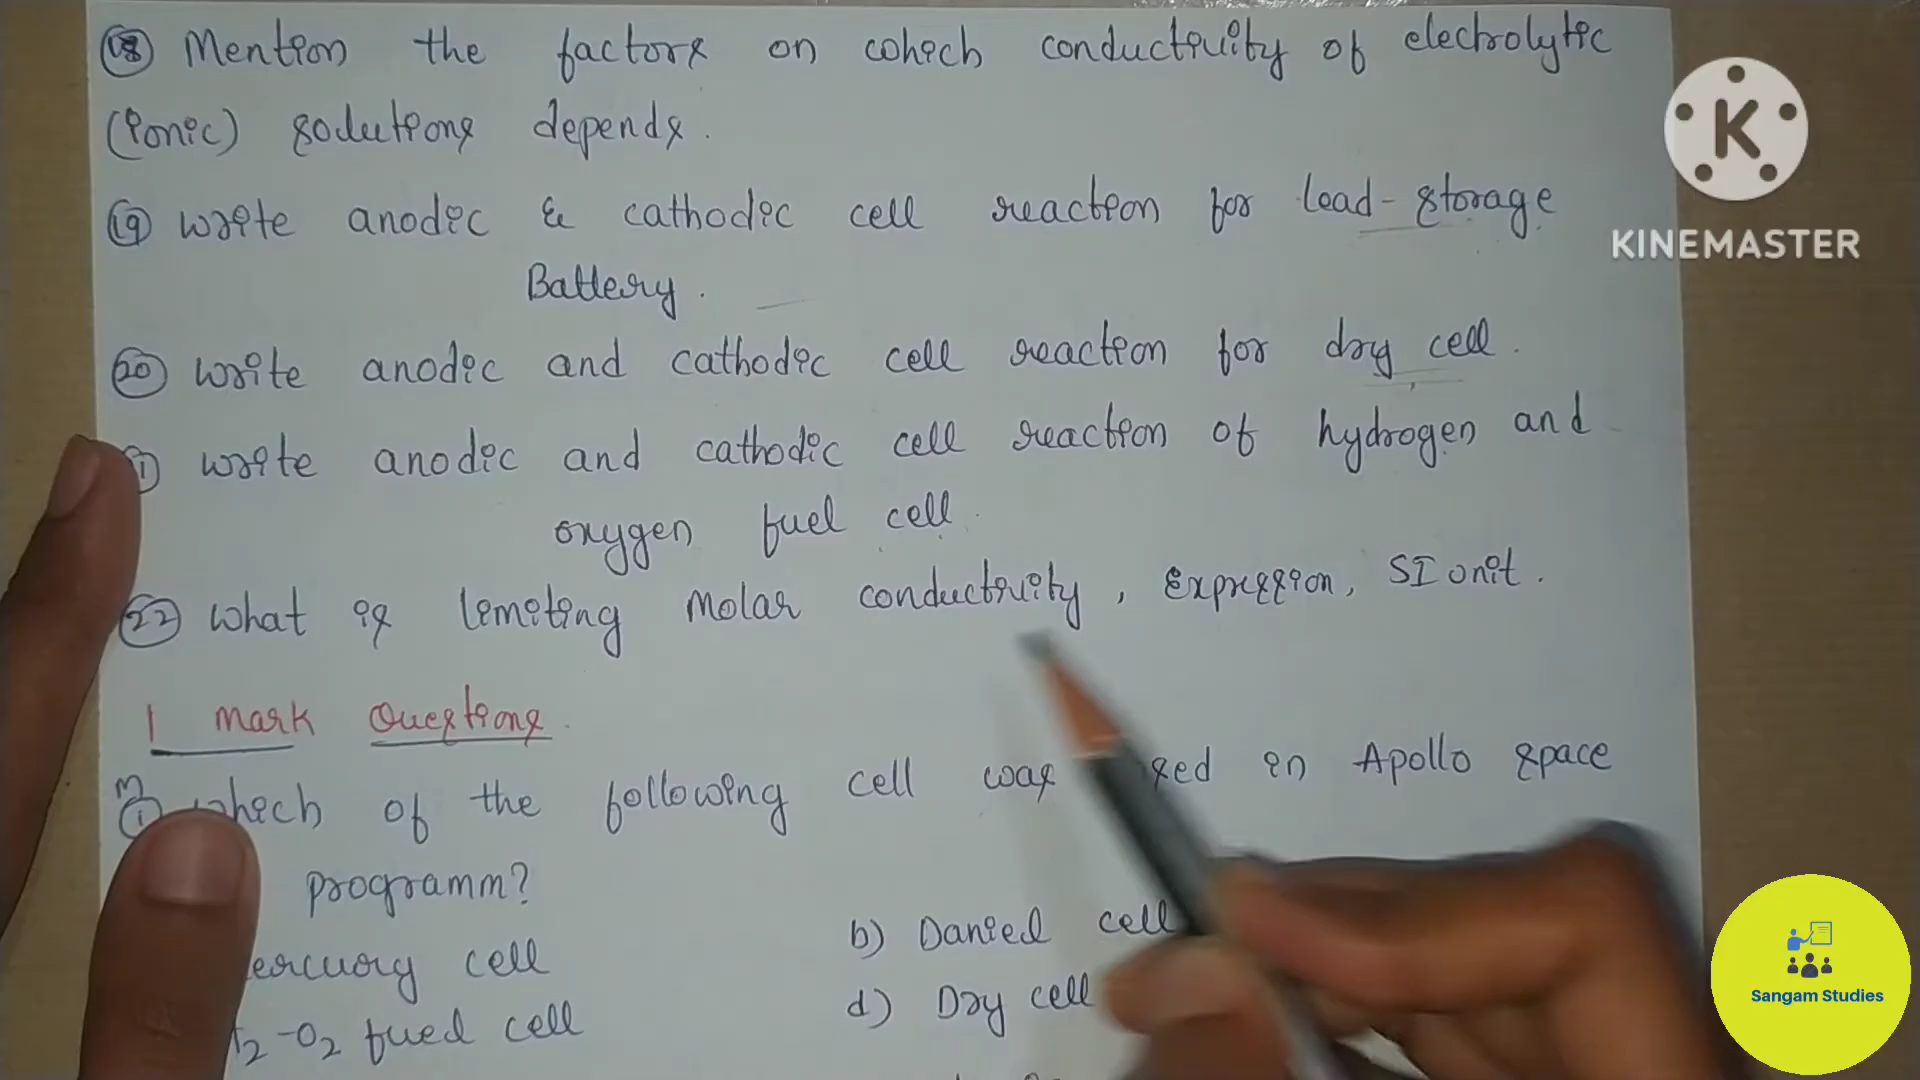 (18) Mention the factors on which conductivity of electrolytic
(ionic) solutions depends.
(19) write anodic & cathodic cell reaction for lead-storage
Battery.
(20) write anodic and cathodic cell reaction for dry cell.
write anodic and cathodic cell reaction of hydrogen and
oxygen fuel cell
(22) what is limiting Molar conductivity, Expression, SI unit.
1 mark Questions.
which of the following cell was in Apollo space
programm?
cell b) Daniel cell
-O2 fuel cell d) Dry cell
K
KINEMASTER
Sangam Studies